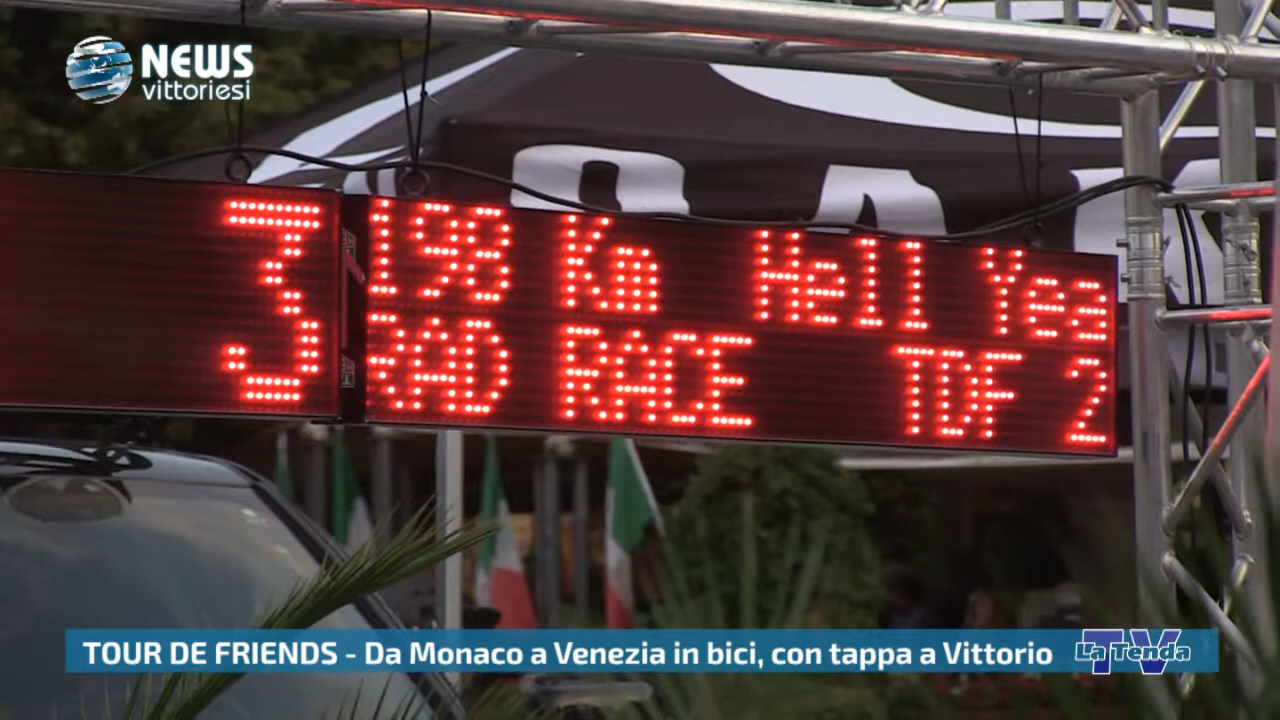 NEWS
vittoriesi
3
198 Km Hell Yea
RAD RACE TDF 2
TOUR DE FRIENDS - Da Monaco a Venezia in bici, con tappa a Vittorio
La Tenda
TV